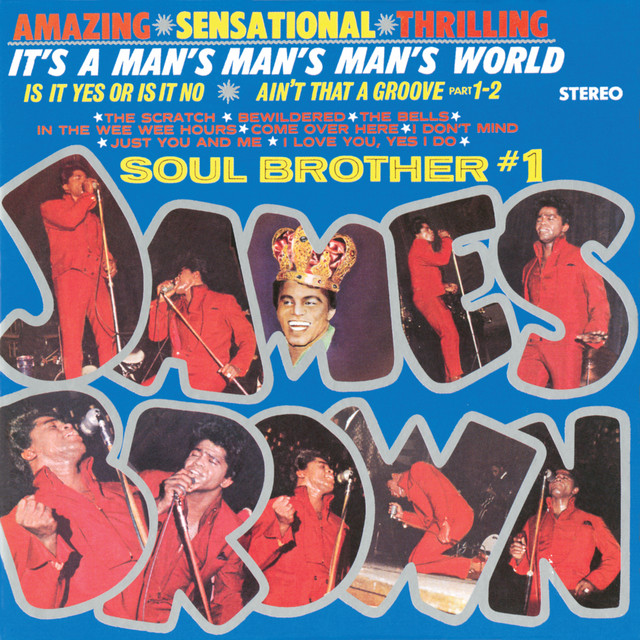 AMAZING✷SENSATIONAL✷THRILLING
IT'S A MAN'S MAN'S MAN'S WORLD
IS IT YES OR IS IT NO ✷ AIN'T THAT A GROOVE PART 1-2
STEREO
★THE SCRATCH ★ BEWILDERED★THE BELLS★
IN THE WEE WEE HOURS★COME OVER HERE★I DON'T MIND
★JUST YOU AND ME ★ I LOVE YOU, YES I DO★
SOUL BROTHER #1
JAMES
BROWN